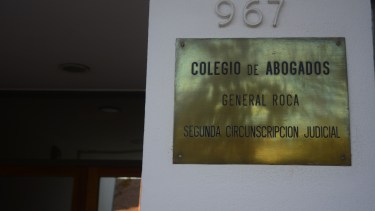 967
COLEGIO DE ABOGADOS
GENERAL ROCA
SEGUNDA CIRCUNSCRIPCION JUDICIAL